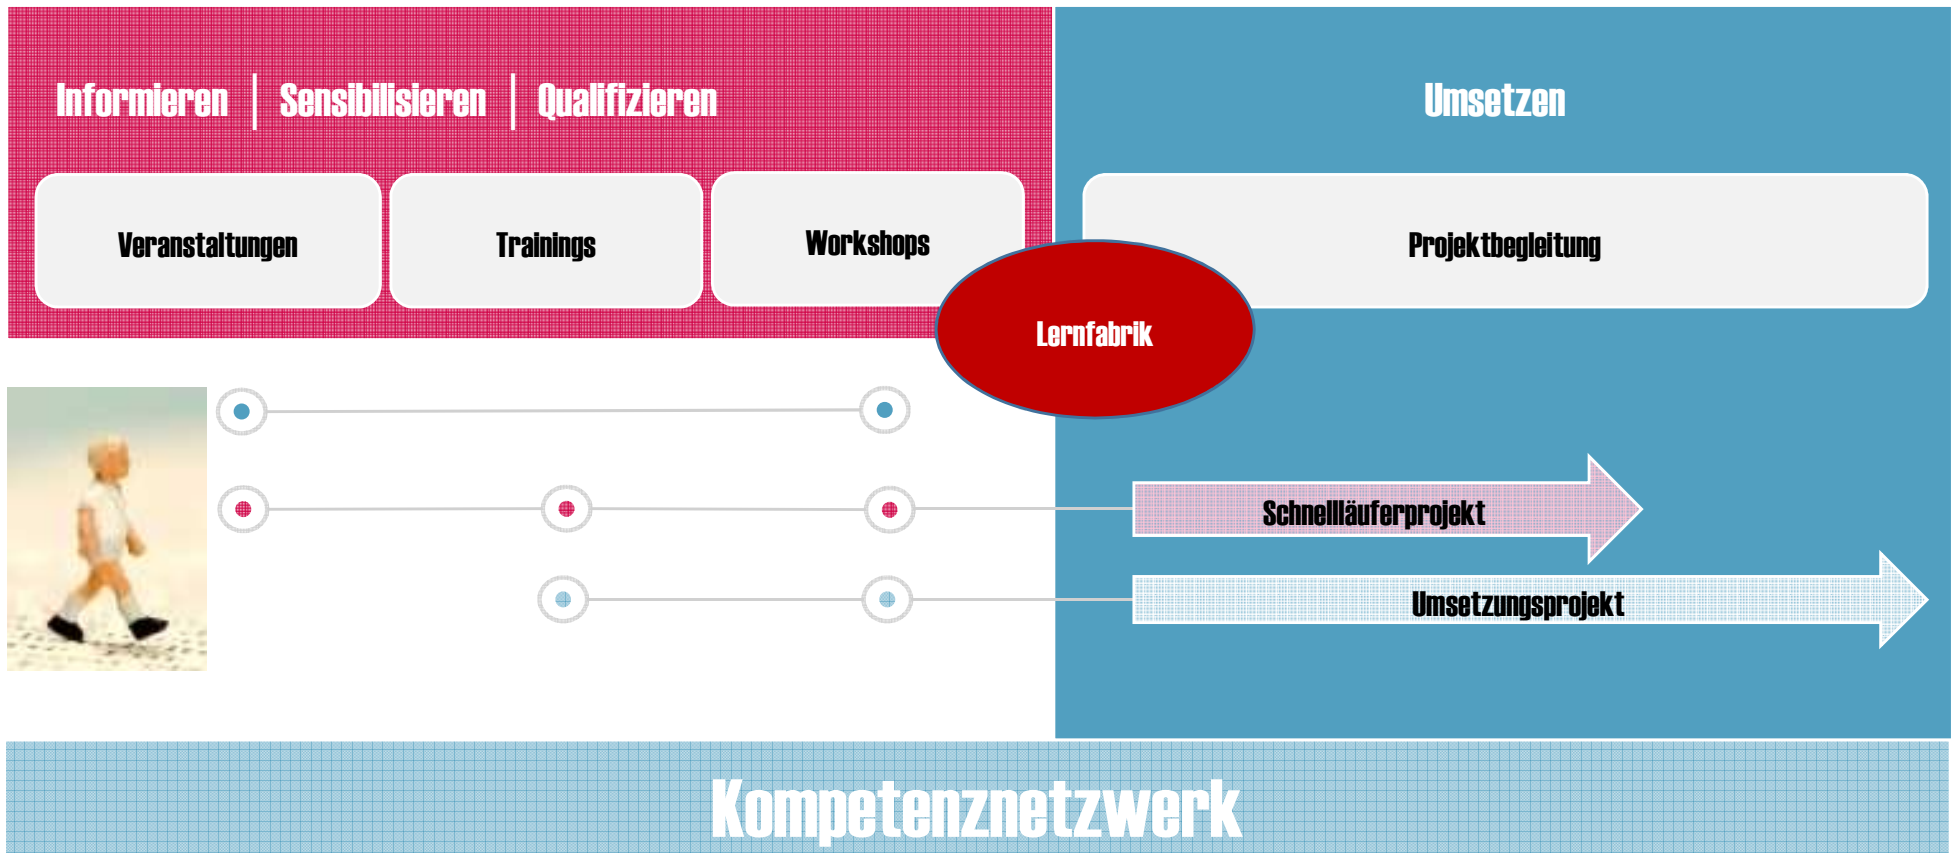 Informieren | Sensibilisieren | Qualifizieren
Umsetzen
Veranstaltungen
Trainings
Workshops
Projektbegleitung
Lernfabrik
Schnellläuferprojekt
Umsetzungsprojekt
Kompetenznetzwerk